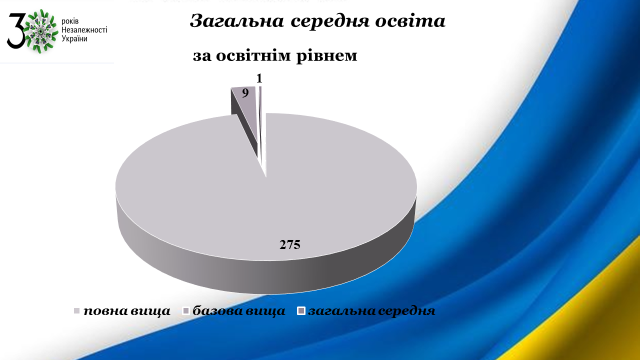 30 років
Незалежності
України
Загальна середня освіта
за освітнім рівнем
1
9
275
повна вища базова вища загальна середня